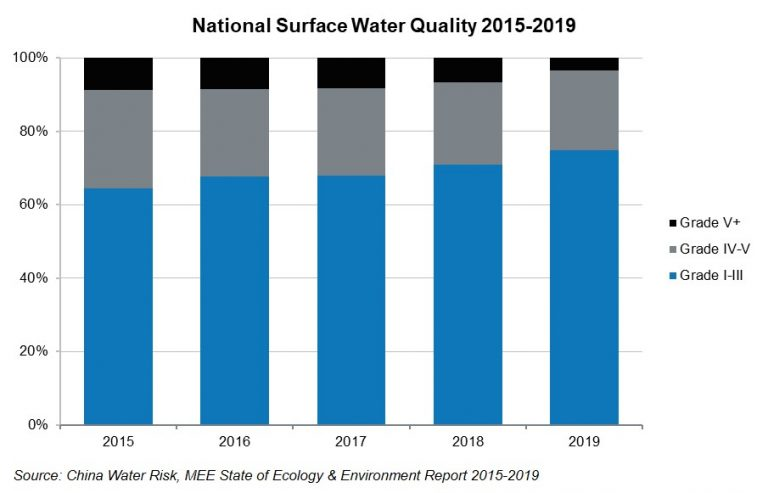 National Surface Water Quality 2015-2019
100%
80%
60%
40%
20%
0%
2015 2016 2017 2018 2019
Grade V+
Grade IV-V
Grade I-III
Source: China Water Risk, MEE State of Ecology & Environment Report 2015-2019